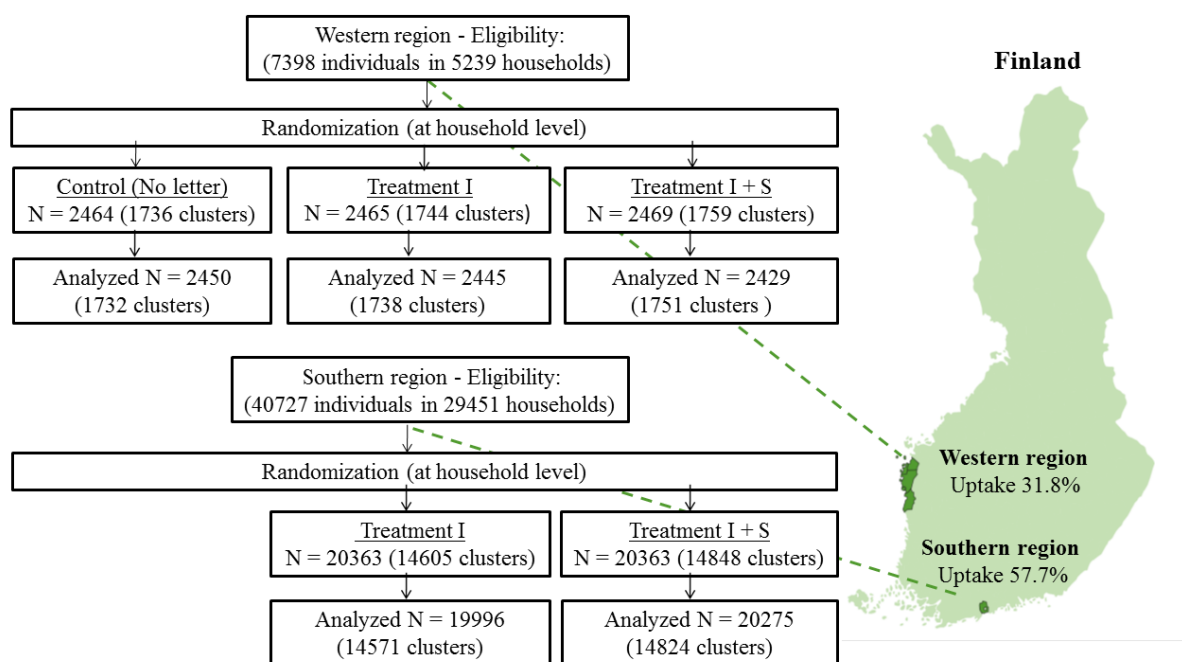 Western region - Eligibility:
(7398 individuals in 5239 households)
Finland
Randomization (at household level)
Control (No letter)
N = 2464 (1736 clusters)
Treatment I
N = 2465 (1744 clusters)
Treatment I + S
N = 2469 (1759 clusters)
Analyzed N = 2450
(1732 clusters)
Analyzed N = 2445
(1738 clusters)
Analyzed N = 2429
(1751 clusters )
Southern region - Eligibility:
(40727 individuals in 29451 households)
Randomization (at household level)
Treatment I
N = 20363 (14605 clusters)
Treatment I + S
N = 20363 (14848 clusters)
Analyzed N = 19996
(14571 clusters)
Analyzed N = 20275
(14824 clusters)
Western region
Uptake 31.8%
Southern region
Uptake 57.7%